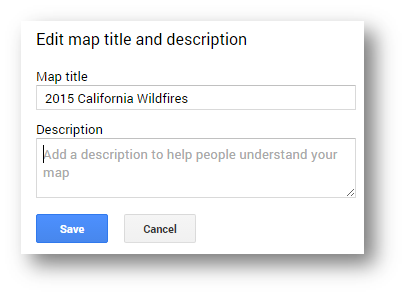 Edit map title and description
Map title
2015 California Wildfires
Description
Add a description to help people understand your
map
Save
Cancel